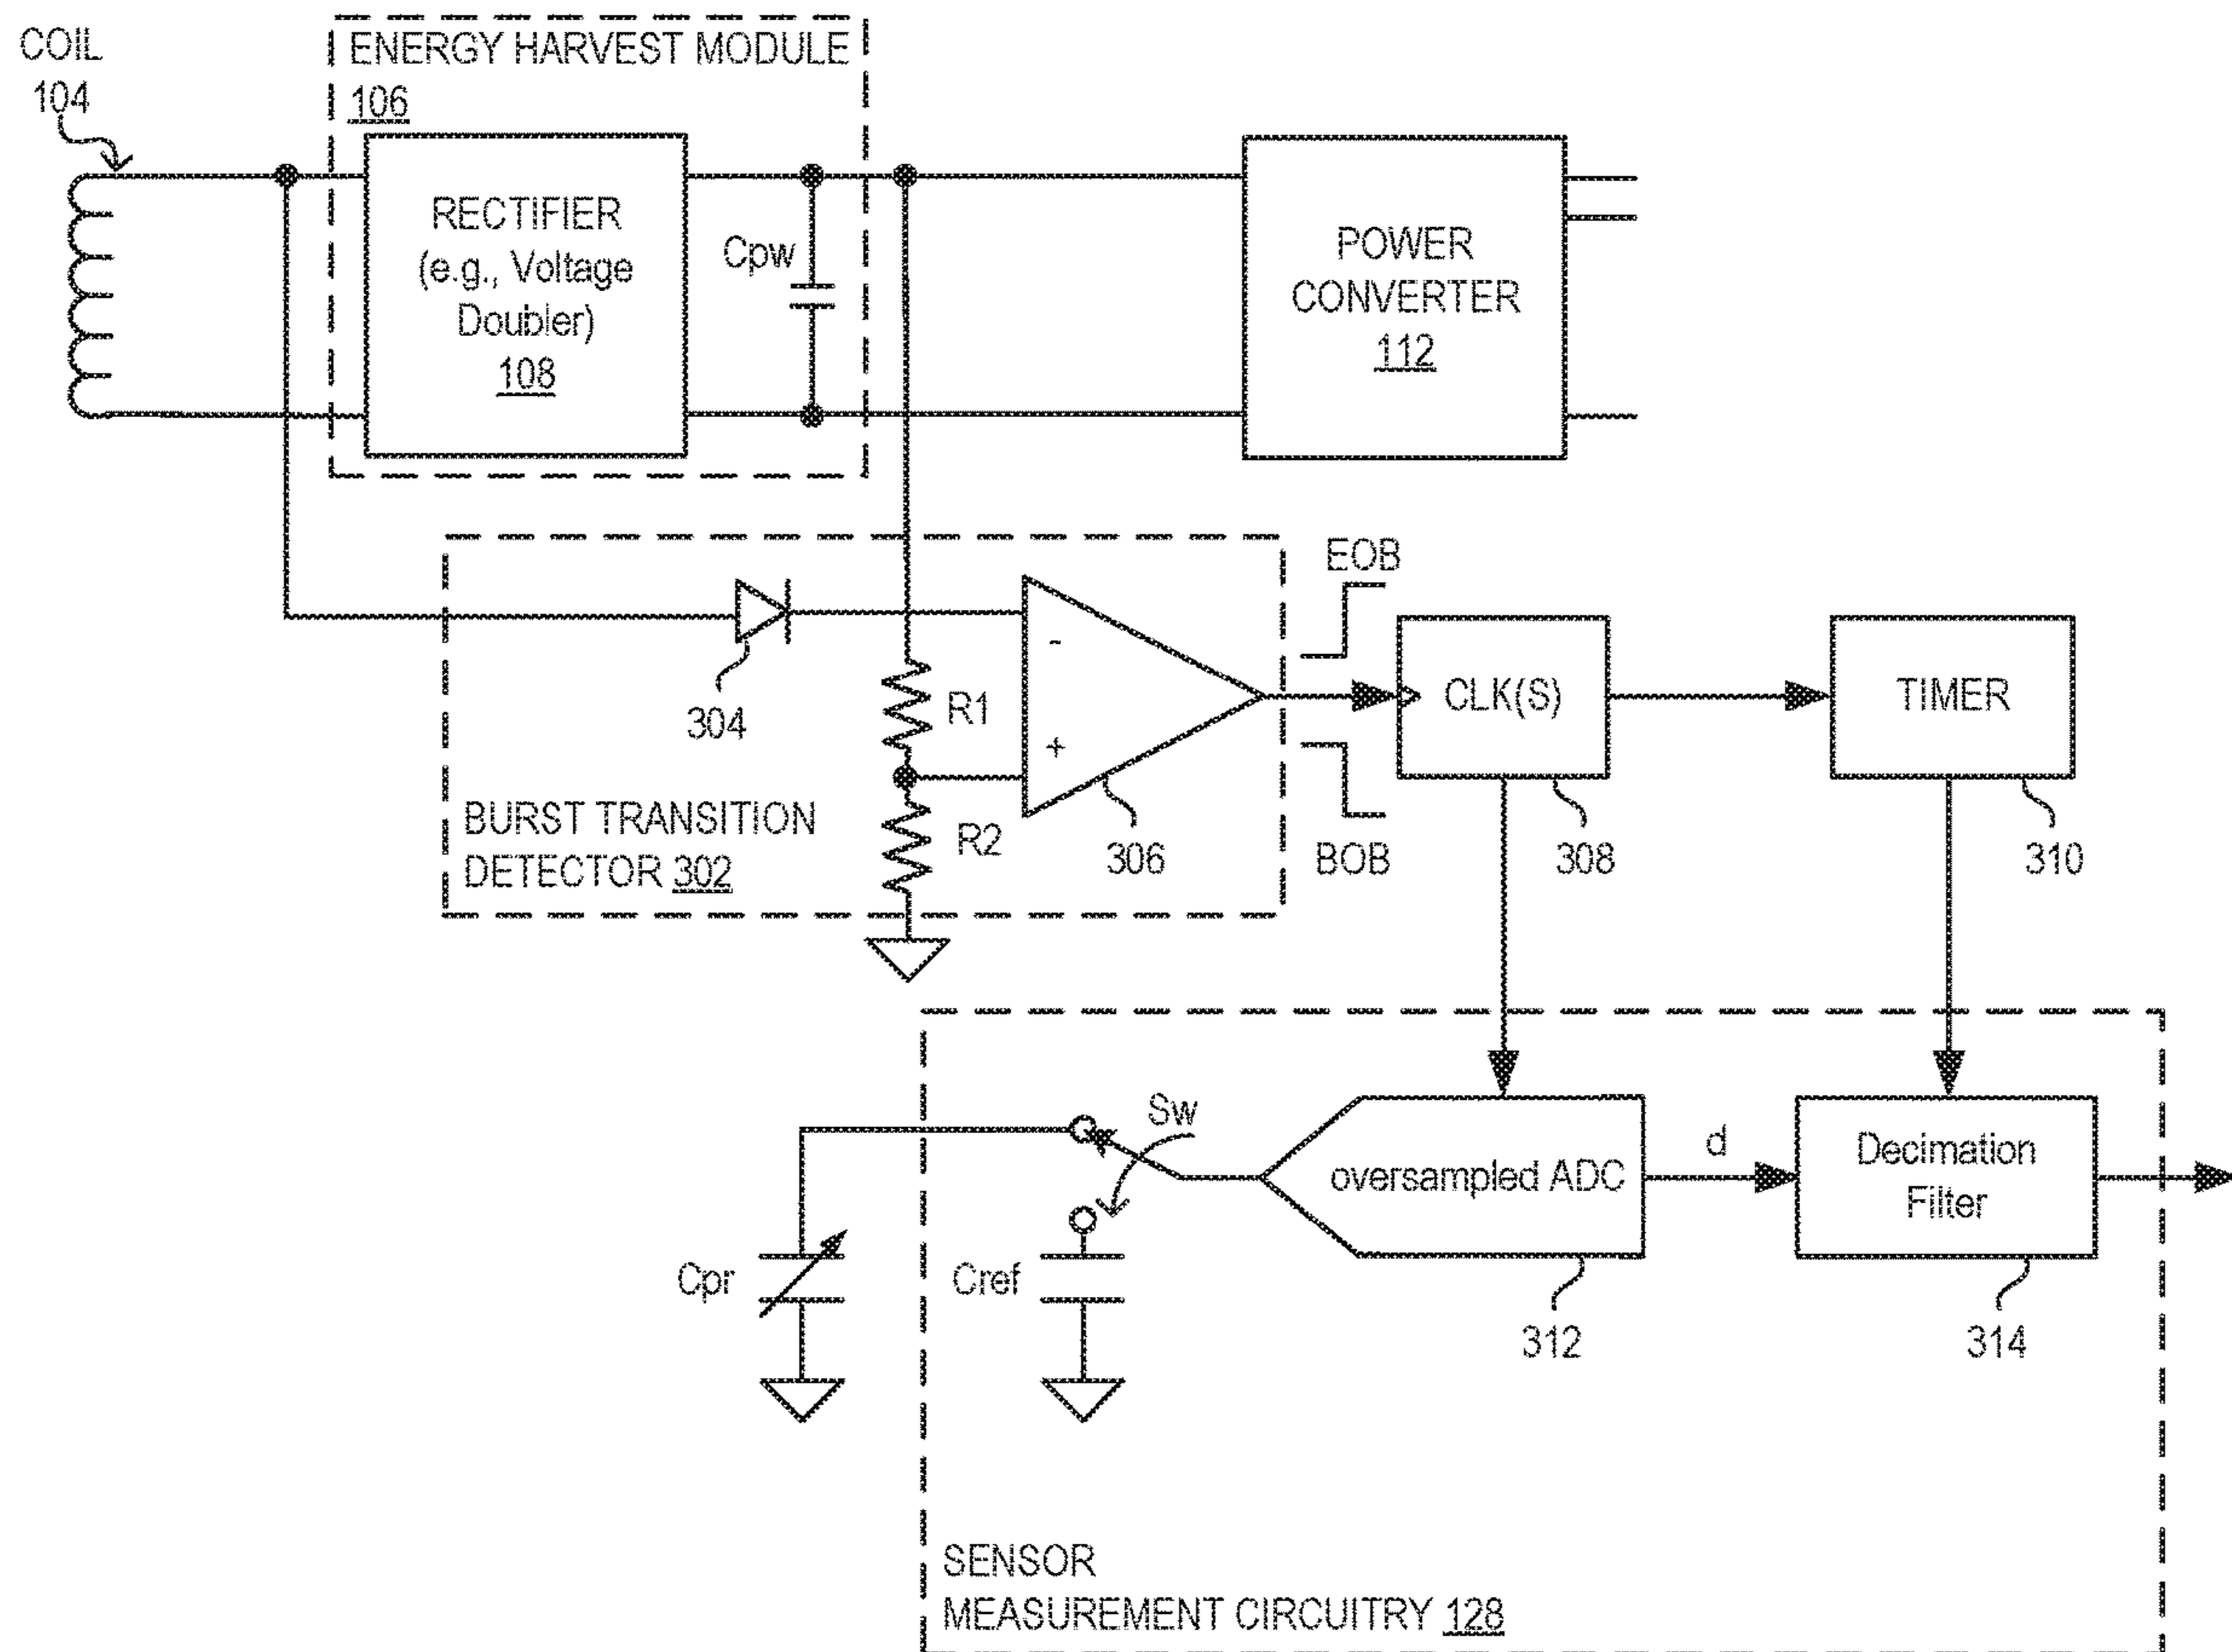 COIL
104
ENERGY HARVEST MODULE
106
RECTIFIER
(e.g., Voltage
Doubler)
108
Cpw
POWER
CONVERTER
112
304
R1
R2
-
+
306
BURST TRANSITION
DETECTOR 302
EOB
BOB
CLK(S)
308
TIMER
310
Cpr
Cref
Sw
oversampled ADC
312
d
Decimation
Filter
314
SENSOR
MEASUREMENT CIRCUITRY 128